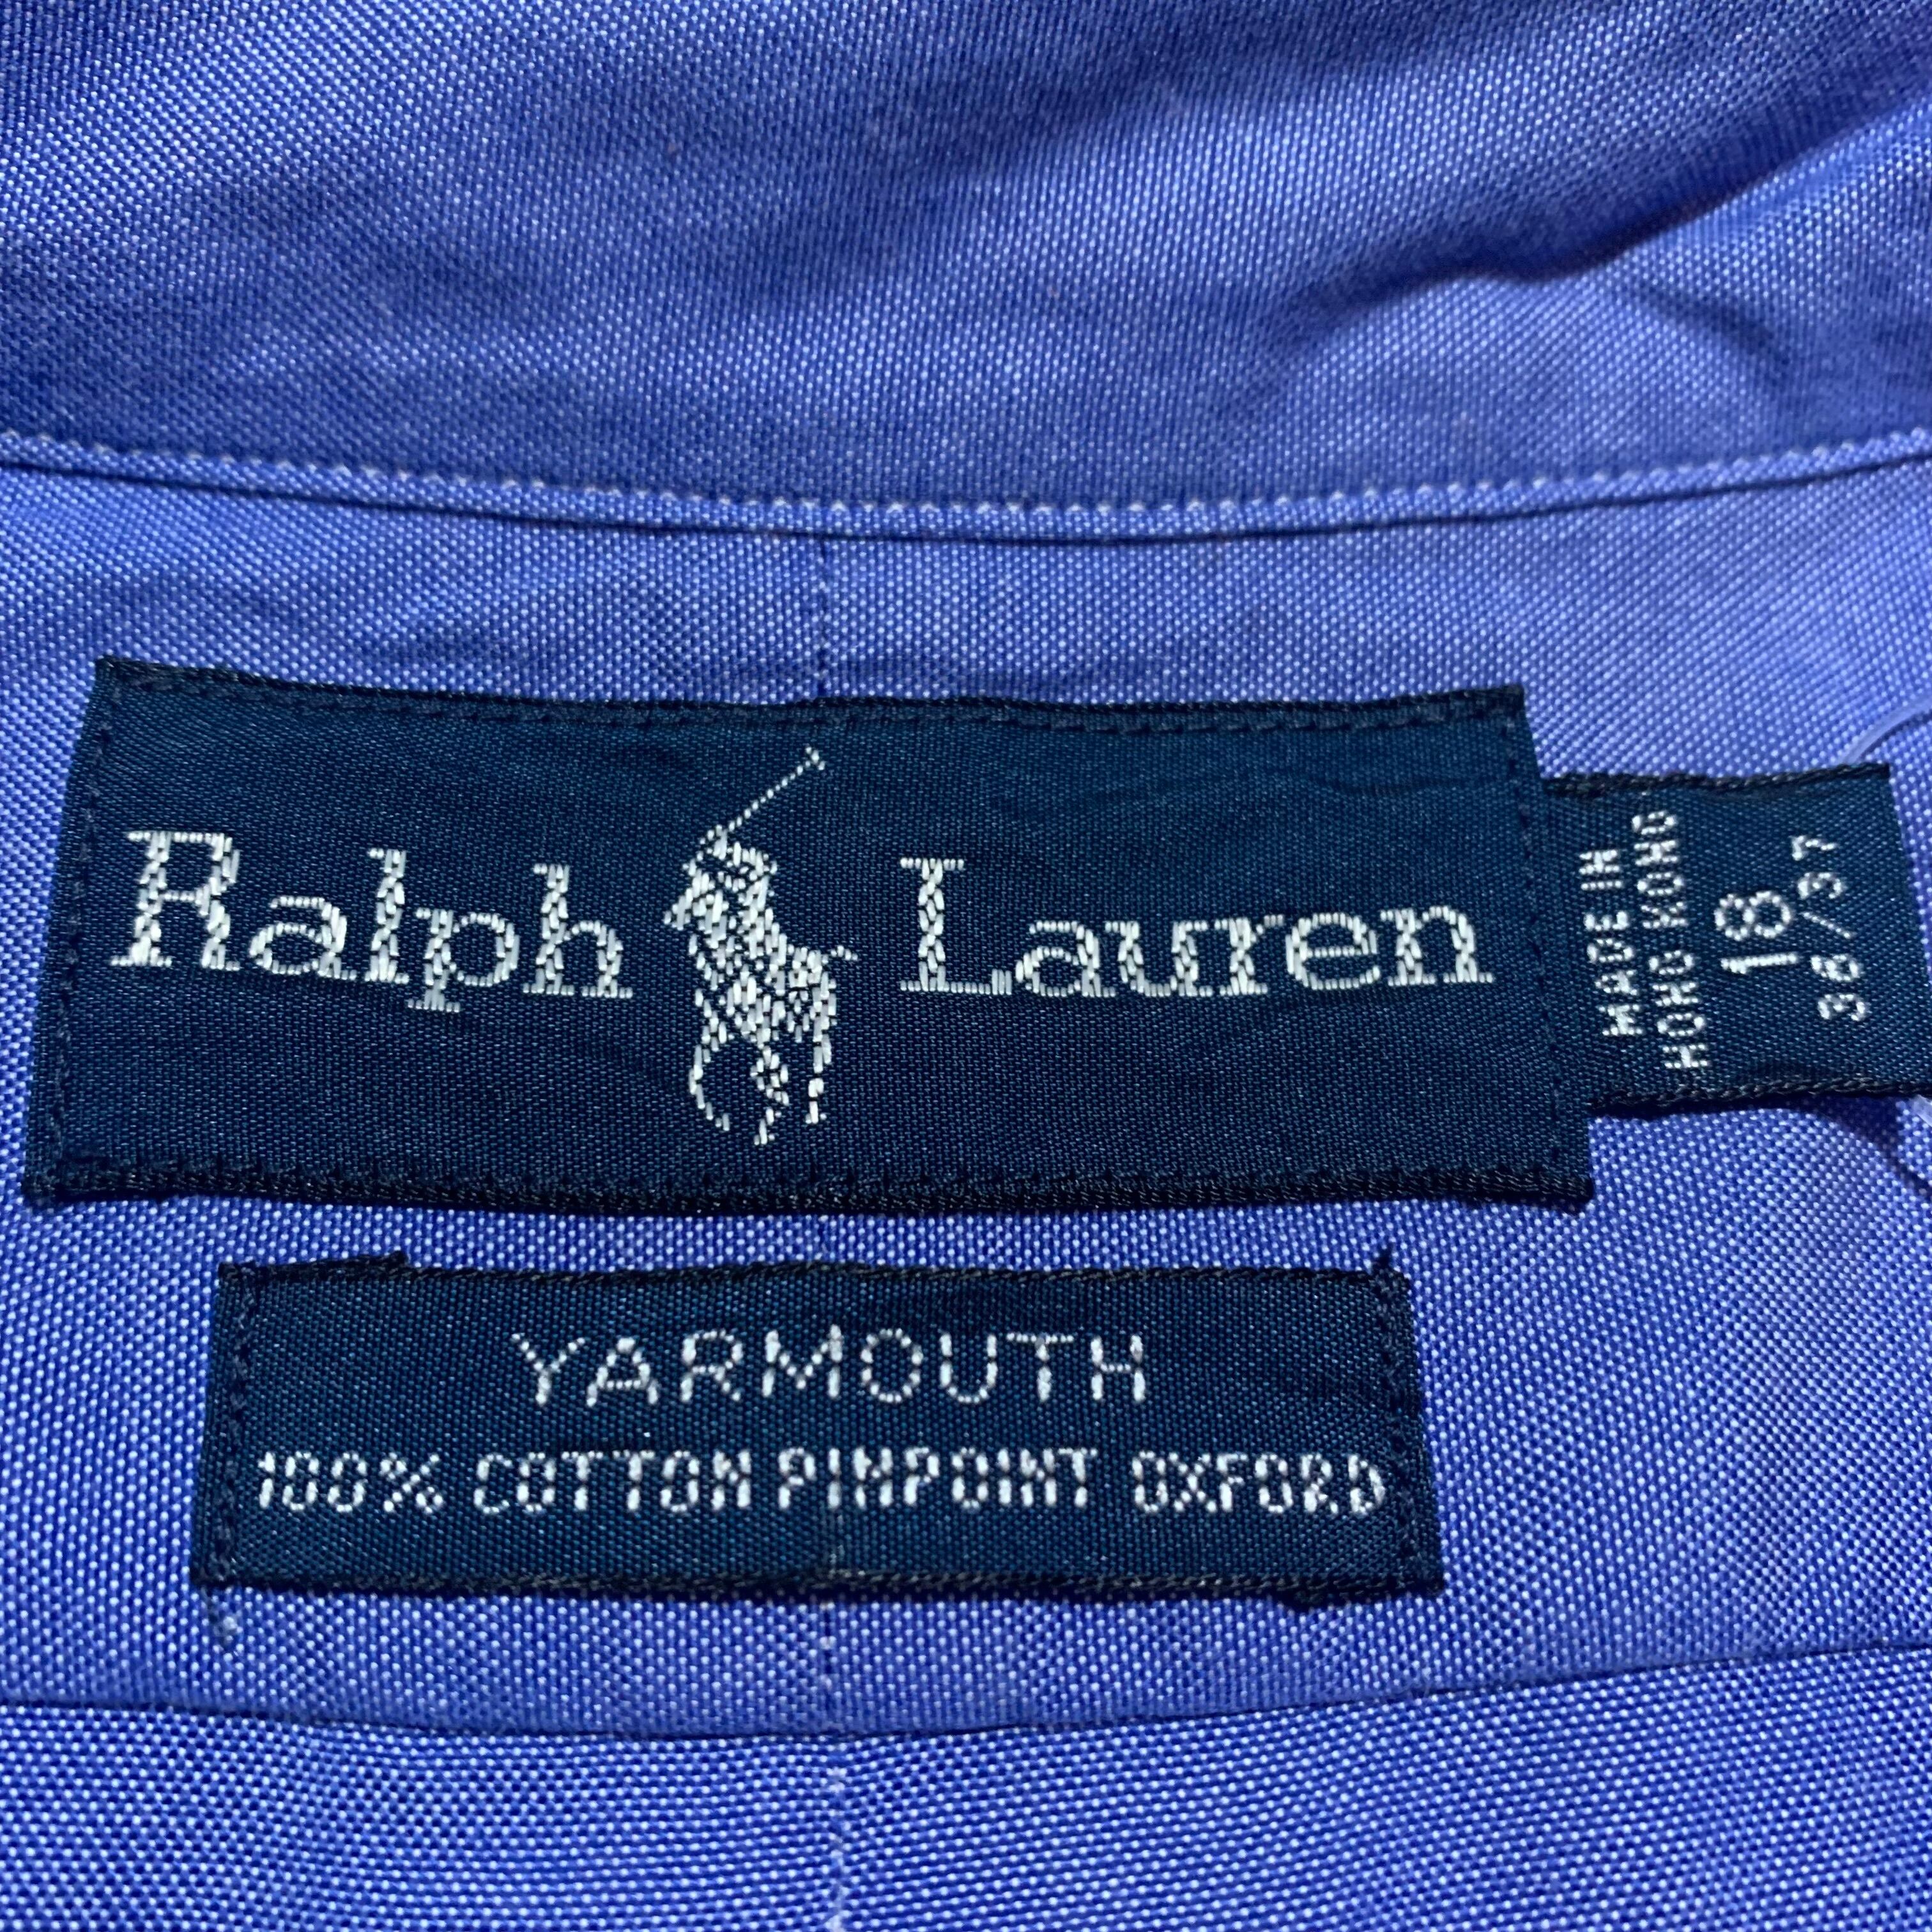 Ralph Lauren
MADE IN
HONG KONG
18
36/37
YARMOUTH
100% COTTON PINPOINT OXFORD